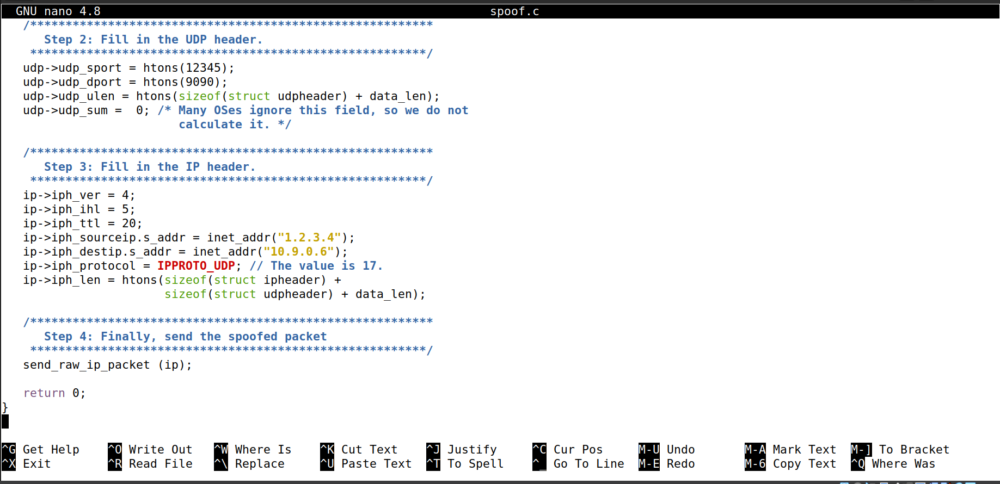 GNU nano 4.8 spoof.c
/*********************************************************
Step 2: Fill in the UDP header.
********************************************************/
udp->udp_sport = htons(12345);
udp->udp_dport = htons(9090);
udp->udp_ulen = htons(sizeof(struct udpheader) + data_len);
udp->udp_sum =  0; /* Many OSes ignore this field, so we do not
calculate it. */
/*********************************************************
Step 3: Fill in the IP header.
********************************************************/
ip->iph_ver = 4;
ip->iph_ihl = 5;
ip->iph_ttl = 20;
ip->iph_sourceip.s_addr = inet_addr("1.2.3.4");
ip->iph_destip.s_addr = inet_addr("10.9.0.6");
ip->iph_protocol = IPPROTO_UDP; // The value is 17.
ip->iph_len = htons(sizeof(struct ipheader) +
sizeof(struct udpheader) + data_len);
/*********************************************************
Step 4: Finally, send the spoofed packet
********************************************************/
send_raw_ip_packet (ip);
return 0;
}
^G Get Help ^O Write Out ^W Where Is ^K Cut Text ^J Justify ^C Cur Pos M-U Undo M-A Mark Text M-] To Bracket
^X Exit ^R Read File ^\ Replace ^U Paste Text ^T To Spell ^_ Go To Line M-E Redo M-6 Copy Text ^Q Where Was